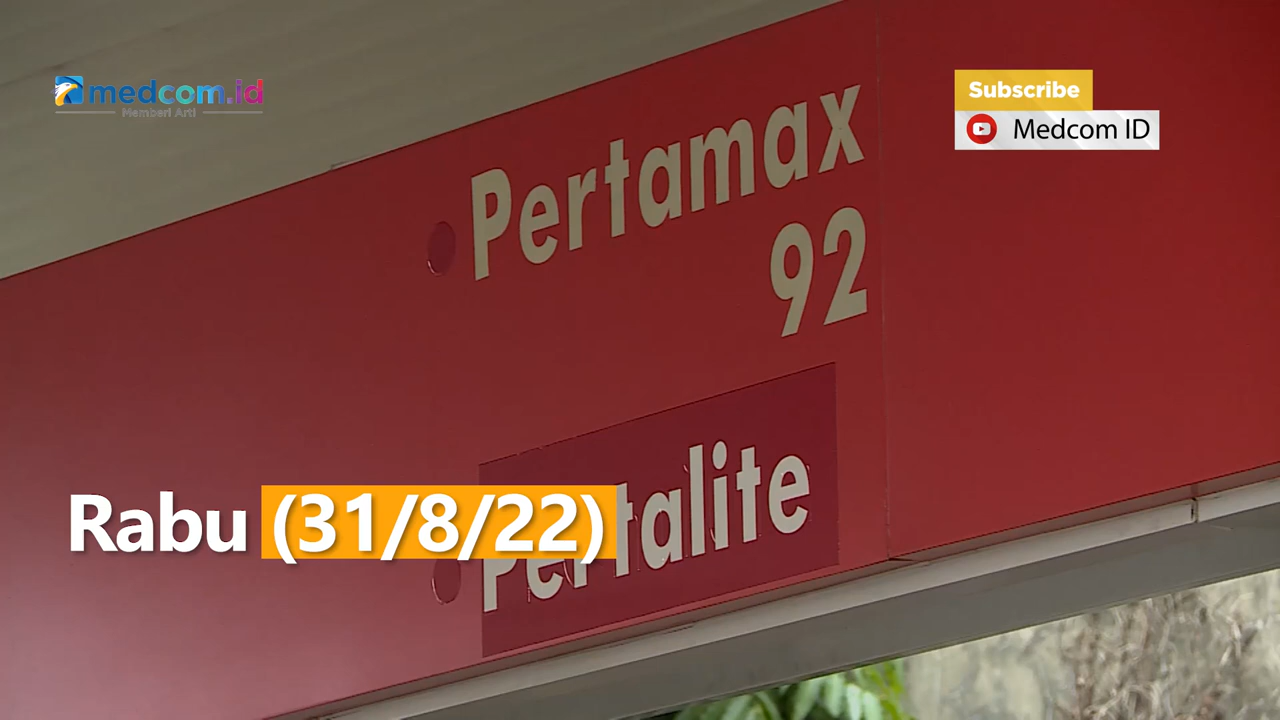 medcom.id
Memberi Arti
Subscribe
Medcom ID
Pertamax
92
Pertalite
Rabu (31/8/22)